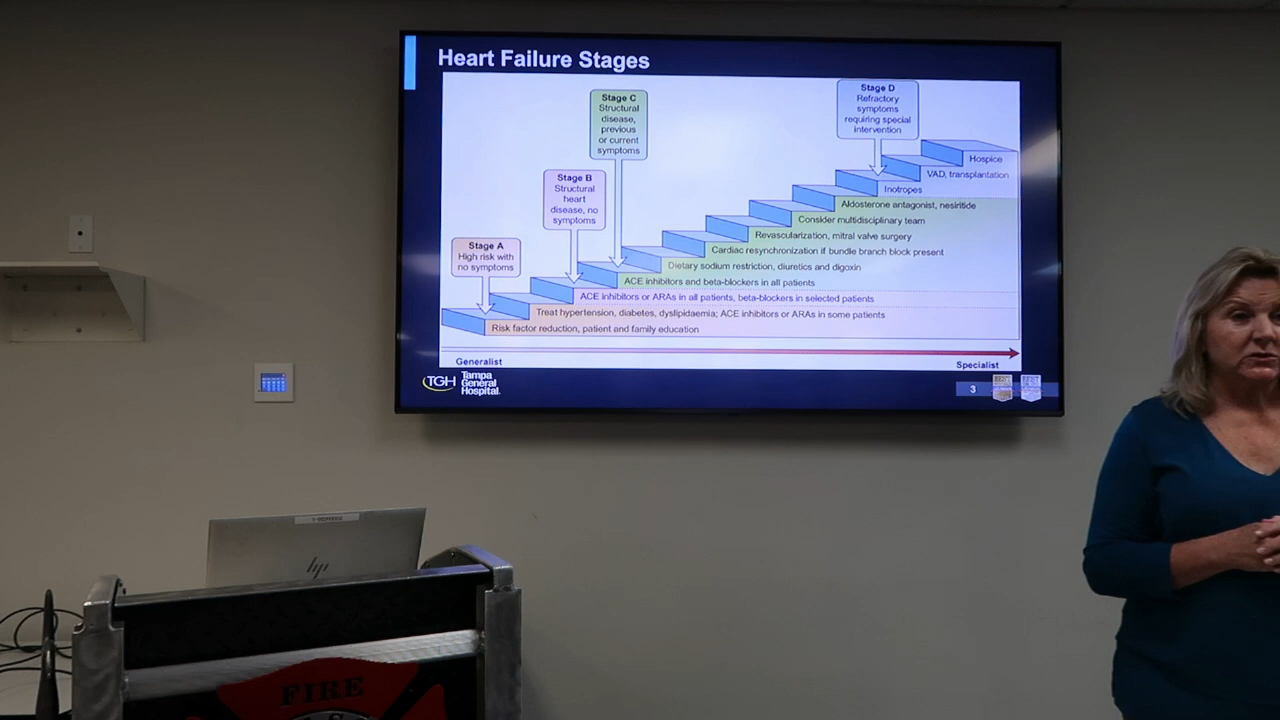 Heart Failure Stages
Stage D
Refractory
symptoms
requiring special
intervention
Stage C
Structural
disease,
previous
or current
symptoms
Stage B
Structural
heart
disease, no
symptoms
Stage A
High risk with
no symptoms
Hospice
VAD, transplantation
Inotropes
Aldosterone antagonist, nesiritide
Consider multidisciplinary team
Revascularization, mitral valve surgery
Cardiac resynchronization if bundle branch block present
Dietary sodium restriction, diuretics and digoxin
ACE inhibitors and beta-blockers in all patients
ACE inhibitors or ARAs in all patients, beta-blockers in selected patients
Treat hypertension, diabetes, dyslipidaemia; ACE inhibitors or ARAs in some patients
Risk factor reduction, patient and family education
Generalist
Specialist
TGH
Tampa
General
Hospital.
3
BEST
BEST
hp
FIRE